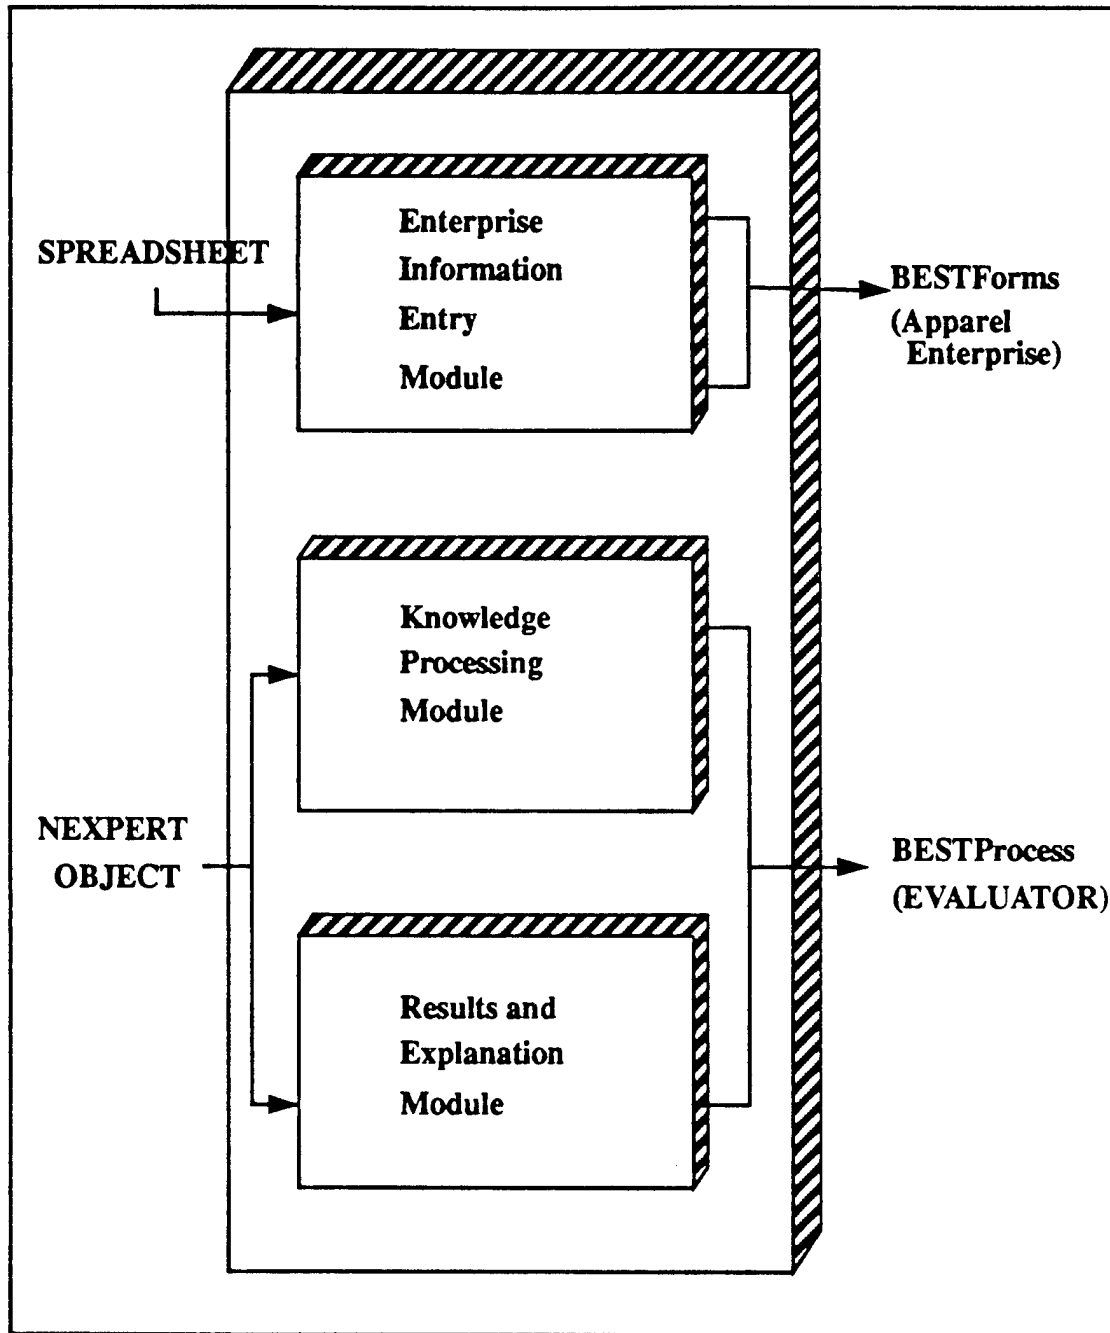 SPREADSHEET
Enterprise
Information
Entry
Module
BESTForms
(Apparel
Enterprise)
Knowledge
Processing
Module
NEXPERT
OBJECT
BESTProcess
(EVALUATOR)
Results and
Explanation
Module